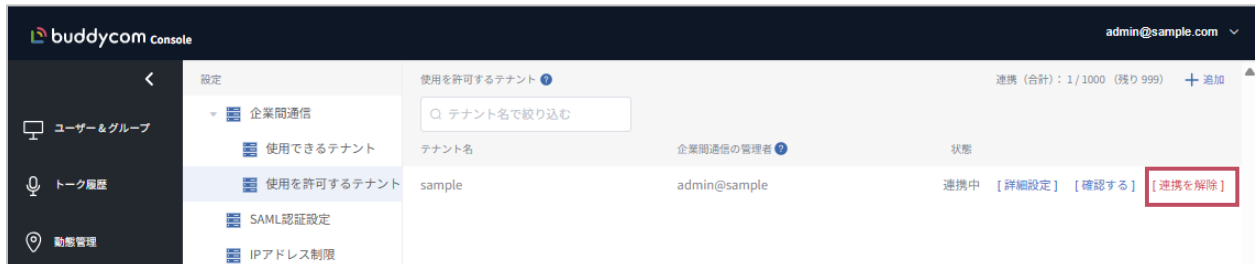 buddycom Console
admin@sample.com
設定
使用を許可するテナント ?
連携（合計）: 1 / 1000 （残り 999） ＋ 追加
ユーザー＆グループ
企業間通信
テナント名で絞り込む
使用できるテナント
テナント名 企業間通信の管理者 ? 状態
トーク履歴
使用を許可するテナント
sample admin@sample 連携中 [ 詳細設定 ] [ 確認する ] [ 連携を解除 ]
SAML認証設定
動態管理
IPアドレス制限